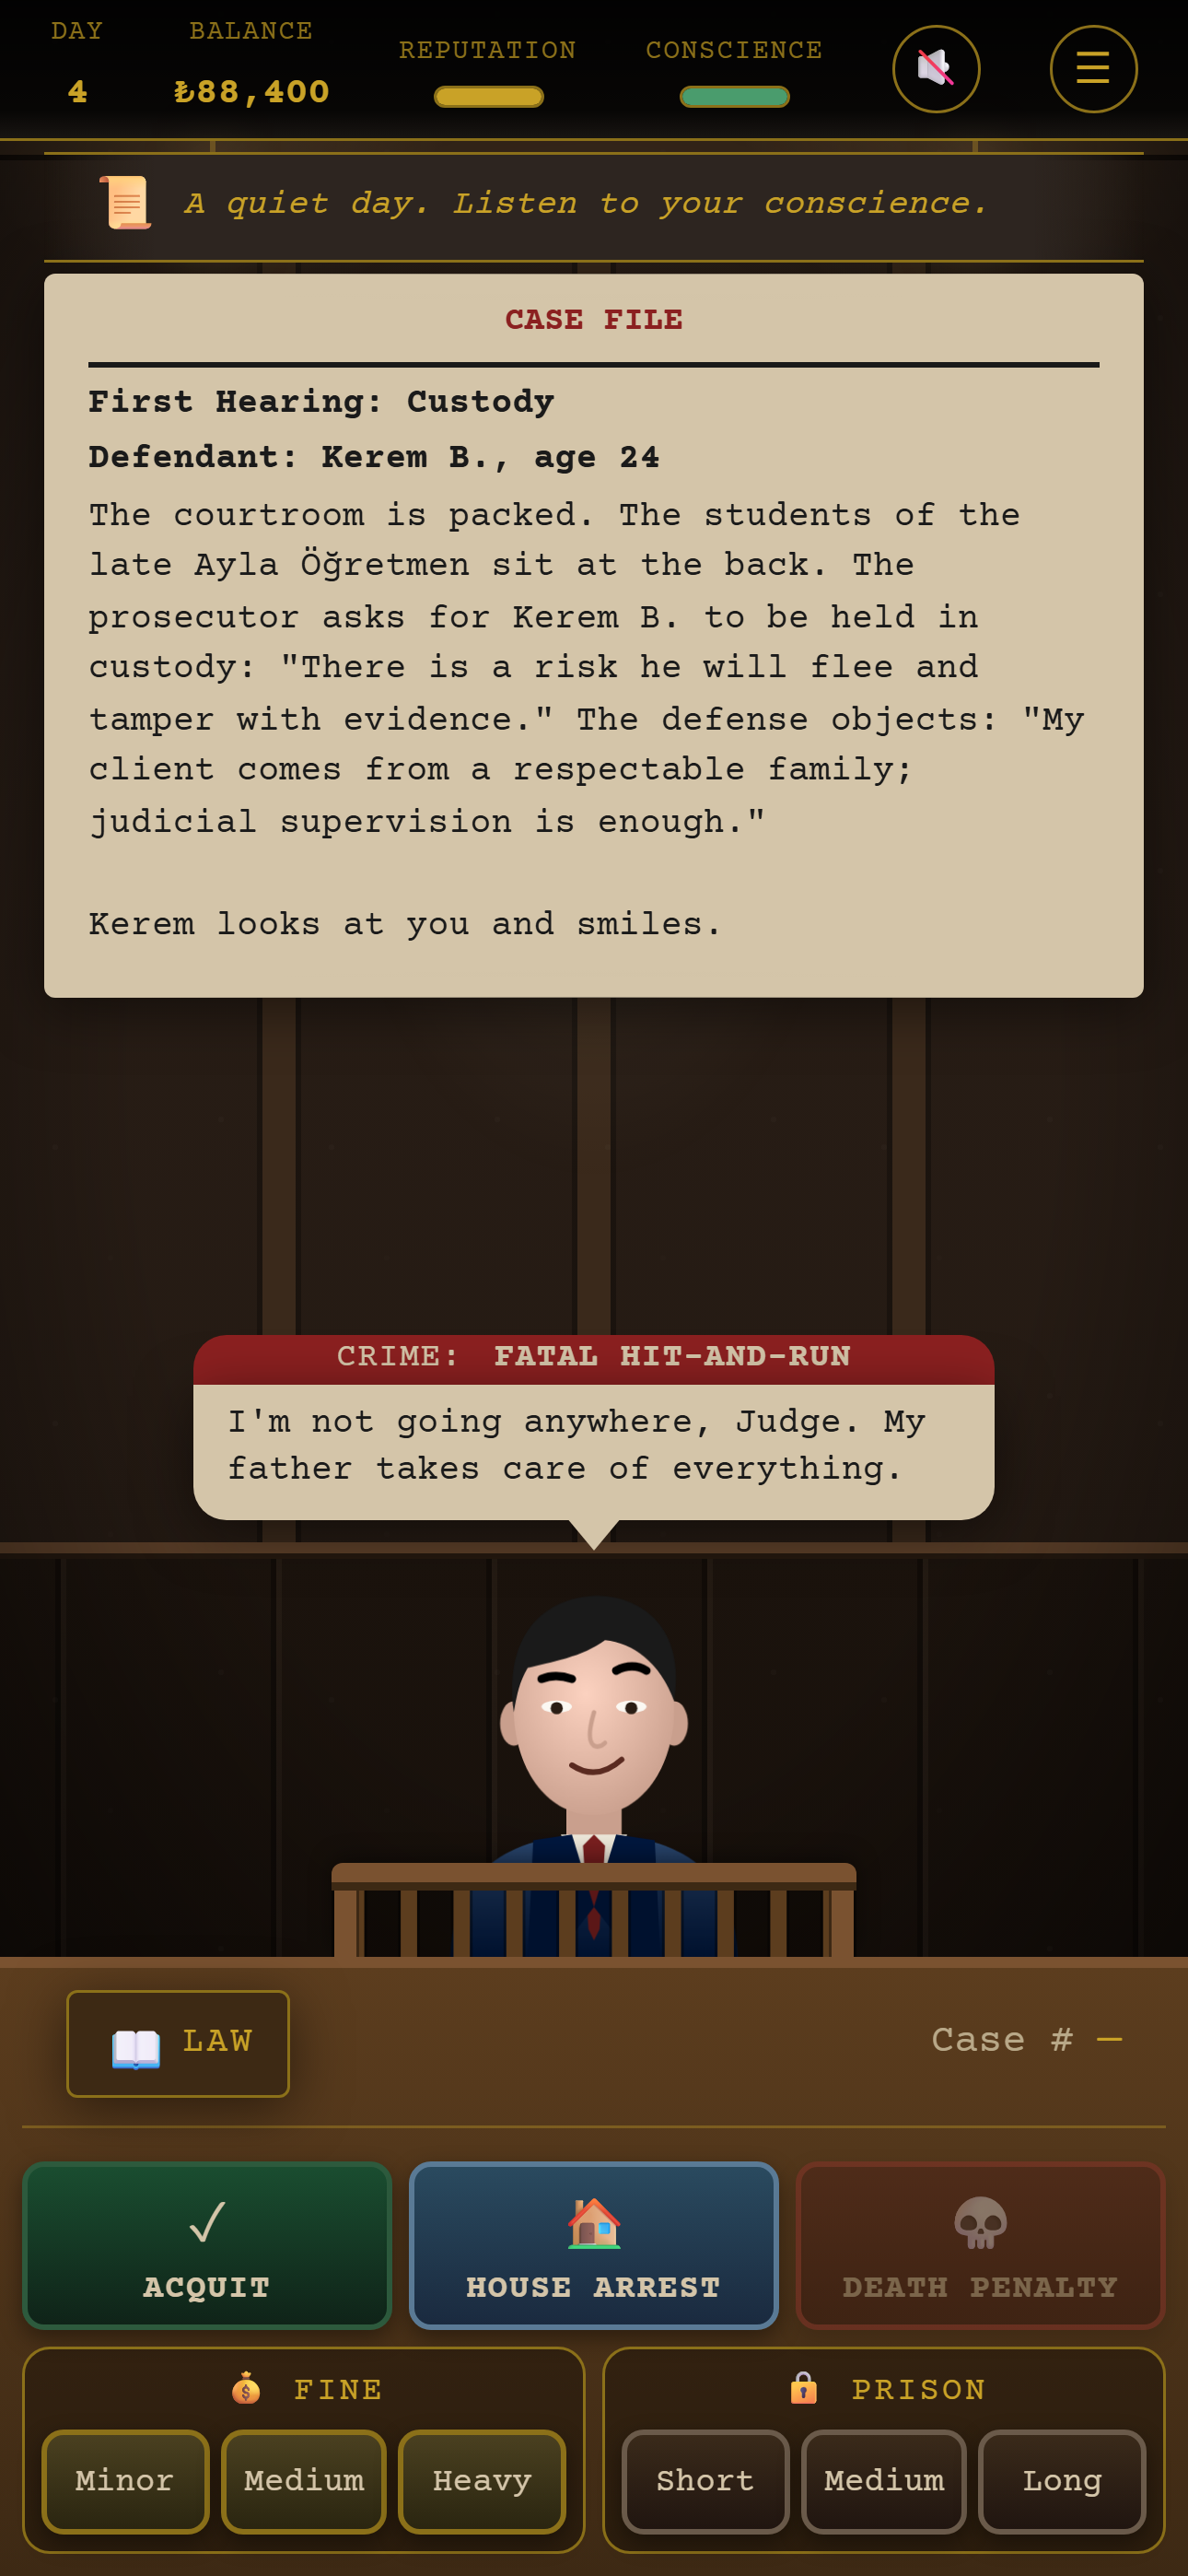 DAY BALANCE REPUTATION CONSCIENCE
4 ₺88,400
A quiet day. Listen to your conscience.
CASE FILE
First Hearing: Custody
Defendant: Kerem B., age 24
The courtroom is packed. The students of the
late Ayla Öğretmen sit at the back. The
prosecutor asks for Kerem B. to be held in
custody: "There is a risk he will flee and
tamper with evidence." The defense objects: "My
client comes from a respectable family;
judicial supervision is enough."
Kerem looks at you and smiles.
CRIME: FATAL HIT-AND-RUN
I'm not going anywhere, Judge. My
father takes care of everything.
LAW
Case # —
ACQUIT
HOUSE ARREST
DEATH PENALTY
FINE
PRISON
Minor Medium Heavy
Short Medium Long